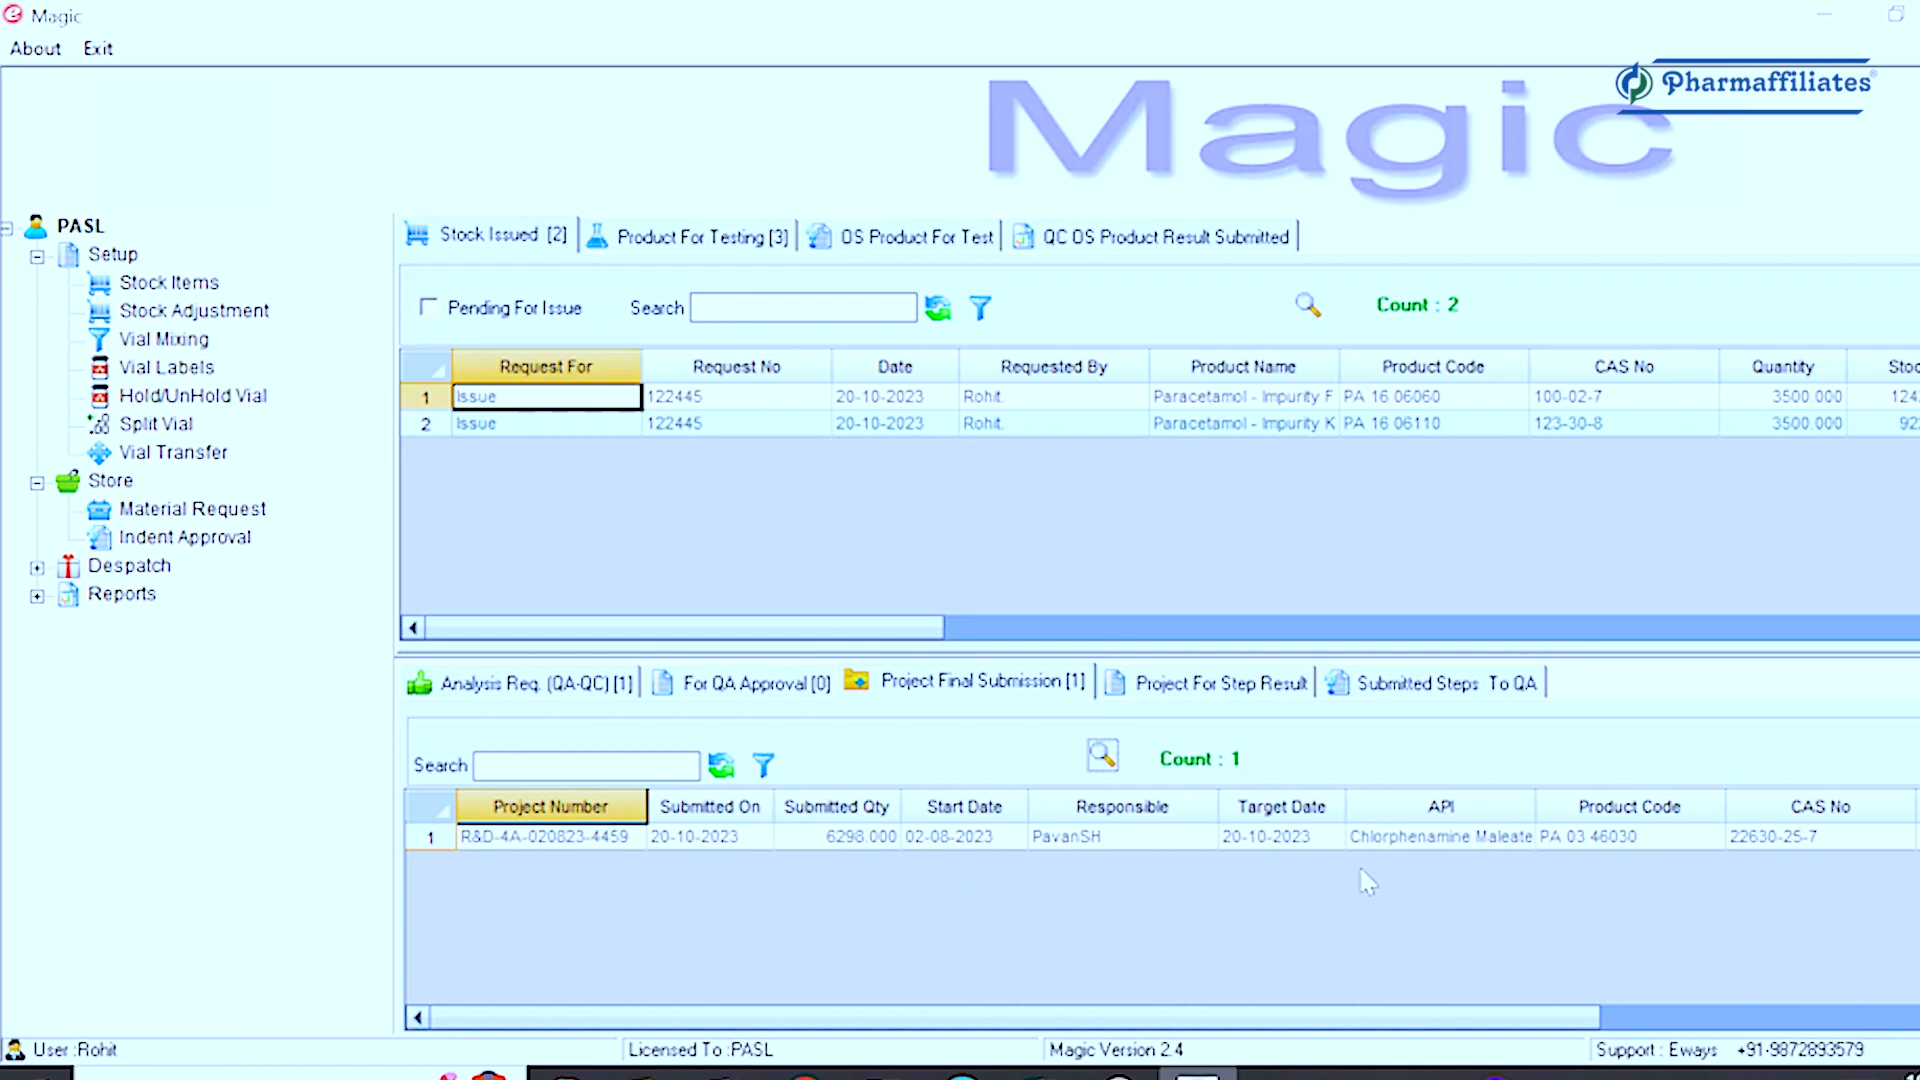 Magic
About Exit
Magic
Pharmaffiliates
PASL
Setup
Stock Items
Stock Adjustment
Vial Mixing
Vial Labels
Hold/UnHold Vial
Split Vial
Vial Transfer
Store
Material Request
Indent Approval
Despatch
Reports
Stock Issued [2] Product For Testing [3] OS Product For Test QC OS Product Result Submitted
Pending For Issue Search Count : 2
Request For Request No Date Requested By Product Name Product Code CAS No Quantity
1 Issue 122445 20-10-2023 Rohit. Paracetamol - Impurity F PA 16 06060 100-02-7 3500.000
2 Issue 122445 20-10-2023 Rohit. Paracetamol - Impurity K PA 16 06110 123-30-8 3500.000
Analysis Req. (QA-QC) [1] For QA Approval [0] Project Final Submission [1] Project For Step Result Submitted Steps To QA
Search Count : 1
Project Number Submitted On Submitted Qty Start Date Responsible Target Date API Product Code CAS No
1 R&D-4A-020823-4459 20-10-2023 6298.000 02-08-2023 PavanSH 20-10-2023 Chlorphenamine Maleate PA 03 46030 22630-25-7
User :Rohit Licensed To :PASL Magic Version 2.4 Support : Eways +91-9872893579